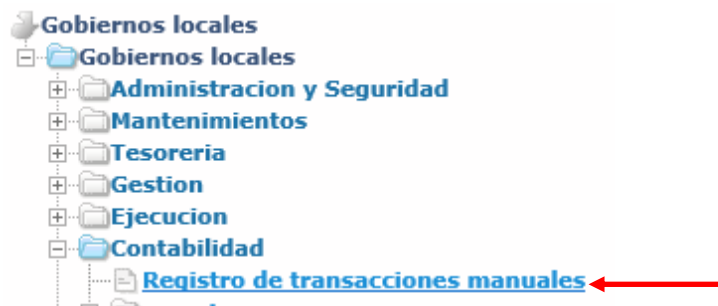 Gobiernos locales
Gobiernos locales
Administracion y Seguridad
Mantenimientos
Tesoreria
Gestion
Ejecucion
Contabilidad
Registro de transacciones manuales